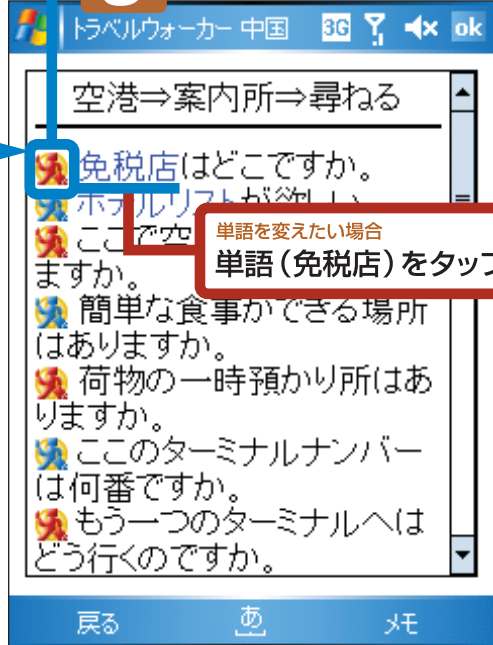 トラベルウォーカー 中国 3G ok
空港⇒案内所⇒尋ねる
免税店はどこですか。
ホテルリストが欲しい
ここで空
単語を変えたい場合
単語（免税店）をタップ
ますか。
簡単な食事ができる場所
はありますか。
荷物の一時預かり所はあ
りますか。
ここのターミナルナンバー
は何番ですか。
もう一つのターミナルへは
どう行くのですか。
戻る あ メモ